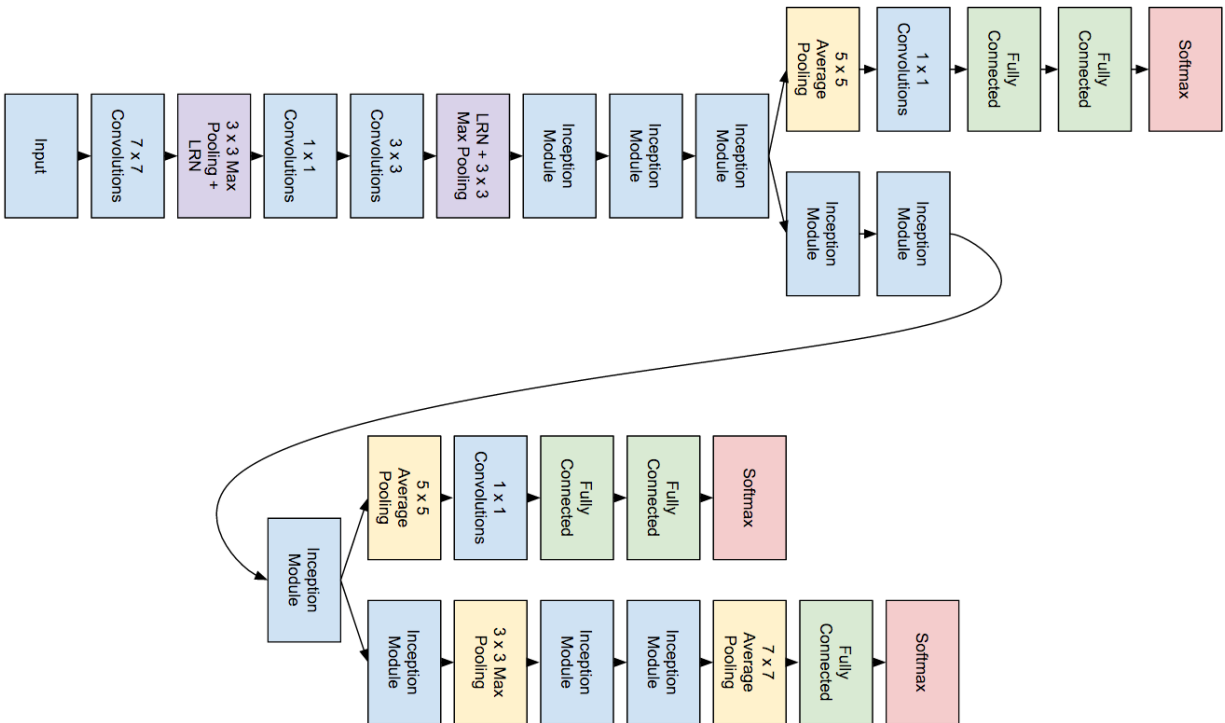 Input
7 x 7
Convolutions
3 x 3 Max
Pooling +
LRN
1 x 1
Convolutions
3 x 3
Convolutions
LRN + 3 x 3
Max Pooling
Inception
Module
Inception
Module
Inception
Module
5 x 5
Average
Pooling
1 x 1
Convolutions
Fully
Connected
Fully
Connected
Softmax
Inception
Module
Inception
Module
Inception
Module
5 x 5
Average
Pooling
1 x 1
Convolutions
Fully
Connected
Fully
Connected
Softmax
Inception
Module
3 x 3 Max
Pooling
Inception
Module
Inception
Module
7 x 7
Average
Pooling
Fully
Connected
Softmax